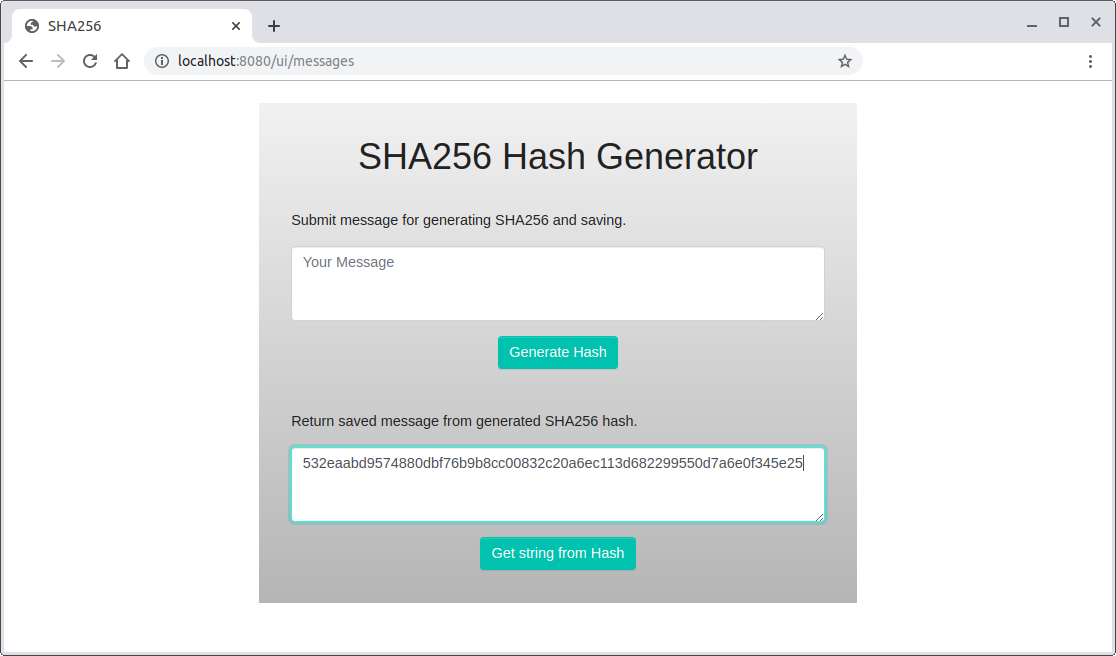 SHA256
localhost:8080/ui/messages
SHA256 Hash Generator
Submit message for generating SHA256 and saving.
Your Message
Generate Hash
Return saved message from generated SHA256 hash.
532eaabd9574880dbf76b9b8cc00832c20a6ec113d682299550d7a6e0f345e25
Get string from Hash